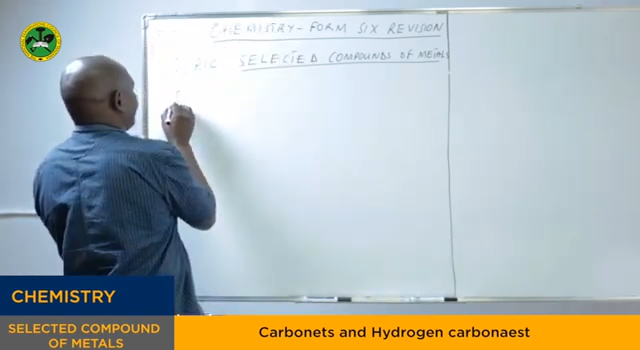 CHEMISTRY - FORM SIX REVISION
SELECTED COMPOUNDS OF METALS
CHEMISTRY
SELECTED COMPOUND
OF METALS
Carbonets and Hydrogen carbonaest